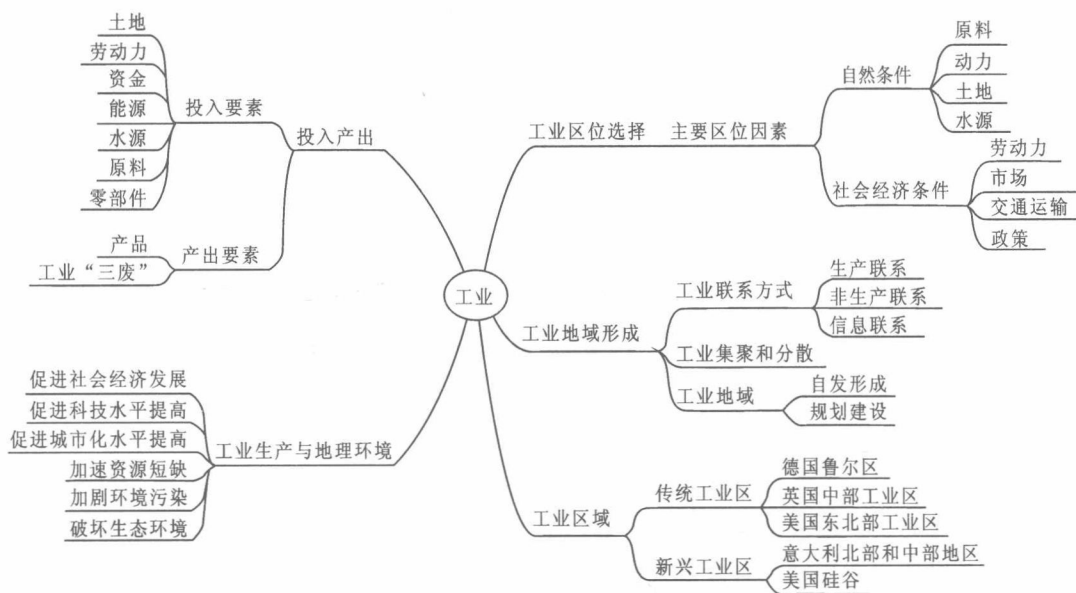 土地
劳动力
资金
能源
水源
原料
零部件
投入要素
投入产出
产品
工业“三废”
产出要素
促进社会经济发展
促进科技水平提高
促进城市化水平提高
加速资源短缺
加剧环境污染
破坏生态环境
工业生产与地理环境
工业
工业区位选择
主要区位因素
自然条件
原料
动力
土地
水源
社会经济条件
劳动力
市场
交通运输
政策
工业地域形成
工业联系方式
生产联系
非生产联系
信息联系
工业集聚和分散
工业地域
自发形成
规划建设
工业区域
传统工业区
德国鲁尔区
英国中部工业区
美国东北部工业区
新兴工业区
意大利北部和中部地区
美国硅谷